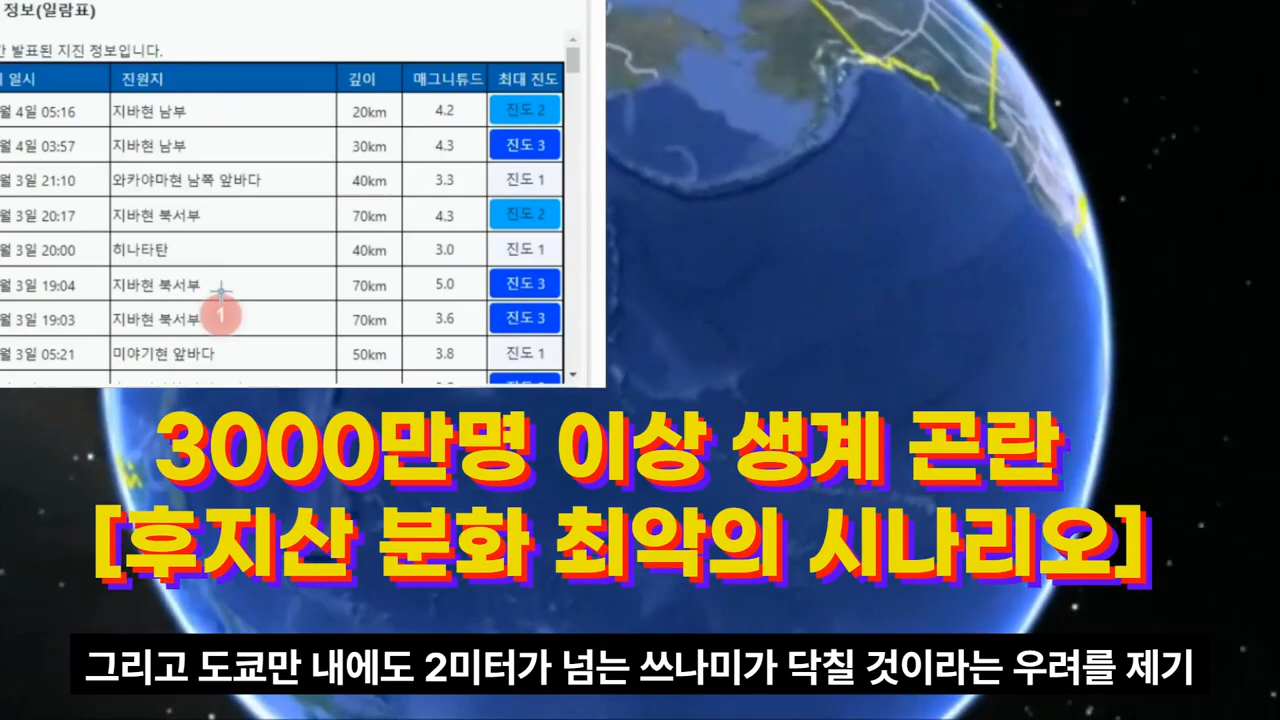 정보(일람표)
간 발표된 지진 정보입니다.
일시 진원지 깊이 매그니튜드 최대 진도
월 4일 05:16 지바현 남부 20km 4.2 진도 2
월 4일 03:57 지바현 남부 30km 4.3 진도 3
월 3일 21:10 와카야마현 남쪽 앞바다 40km 3.3 진도 1
월 3일 20:17 지바현 북서부 70km 4.3 진도 2
월 3일 20:00 히나타탄 40km 3.0 진도 1
월 3일 19:04 지바현 북서부 70km 5.0 진도 3
월 3일 19:03 지바현 북서부 70km 3.6 진도 3
1
월 3일 05:21 미야기현 앞바다 50km 3.8 진도 1
3000만명 이상 생계 곤란
[후지산 분화 최악의 시나리오]
그리고 도쿄만 내에도 2미터가 넘는 쓰나미가 닥칠 것이라는 우려를 제기